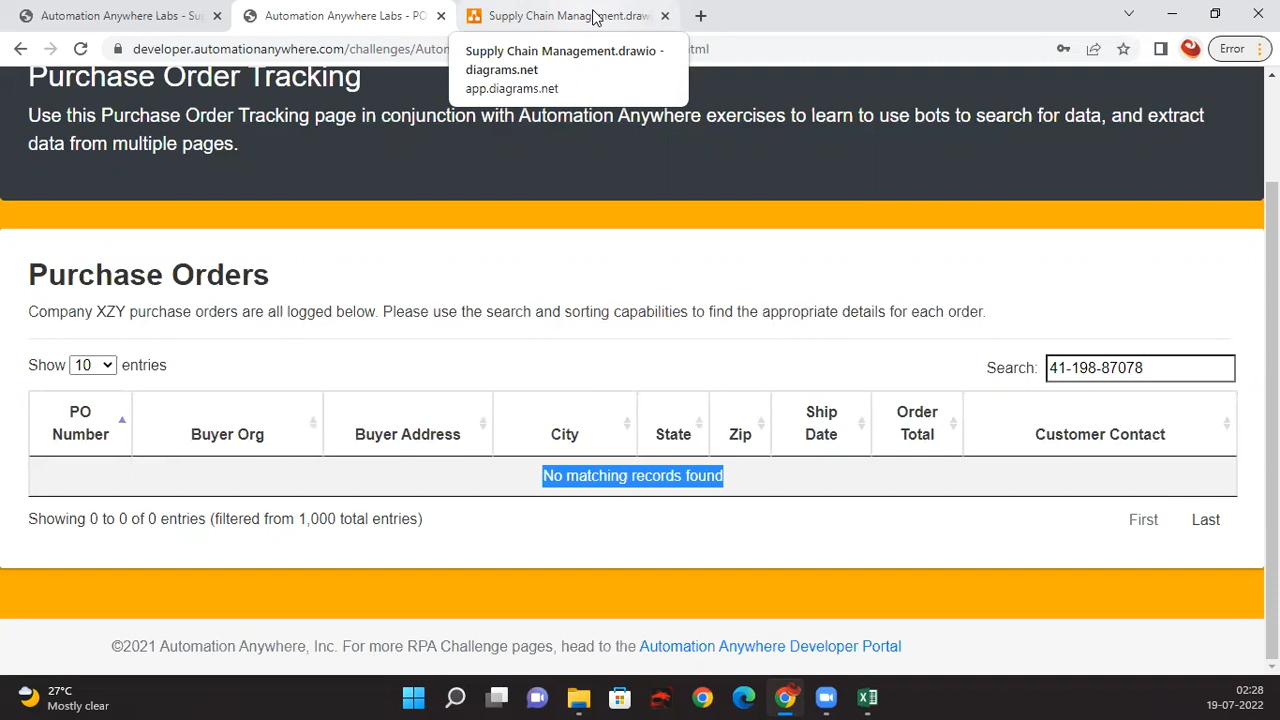 Automation Anywhere Labs - Su
Automation Anywhere Labs - PO
Supply Chain Management.draw
developer.automationanywhere.com/challenges/Autom
ml
Error
Supply Chain Management.drawio -
diagrams.net
app.diagrams.net
Purchase Order Tracking
Use this Purchase Order Tracking page in conjunction with Automation Anywhere exercises to learn to use bots to search for data, and extract
data from multiple pages.
Purchase Orders
Company XZY purchase orders are all logged below. Please use the search and sorting capabilities to find the appropriate details for each order.
Show 10 entries
Search: 41-198-87078
PO Number
Buyer Org
Buyer Address
City
State
Zip
Ship Date
Order Total
Customer Contact
No matching records found
Showing 0 to 0 of 0 entries (filtered from 1,000 total entries)
First
Last
©2021 Automation Anywhere, Inc. For more RPA Challenge pages, head to the Automation Anywhere Developer Portal
27°C
Mostly clear
02:28
19-07-2022